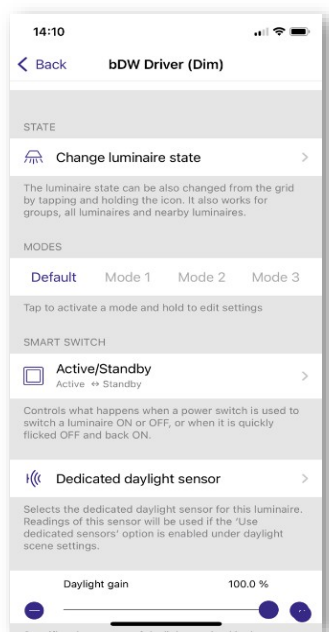 14:10
Back bDW Driver (Dim)
STATE
Change luminaire state
The luminaire state can be also changed from the grid
by tapping and holding the icon. It also works for
groups, all luminaires and nearby luminaires.
MODES
Default Mode 1 Mode 2 Mode 3
Tap to activate a mode and hold to edit settings
SMART SWITCH
Active/Standby
Active ↔ Standby
Controls what happens when a power switch is used to
switch a luminaire ON or OFF, or when it is quickly
flicked OFF and back ON.
Dedicated daylight sensor
Selects the dedicated daylight sensor for this luminaire.
Readings of this sensor will be used if the 'Use
dedicated sensors' option is enabled under daylight
scene settings.
Daylight gain 100.0 %